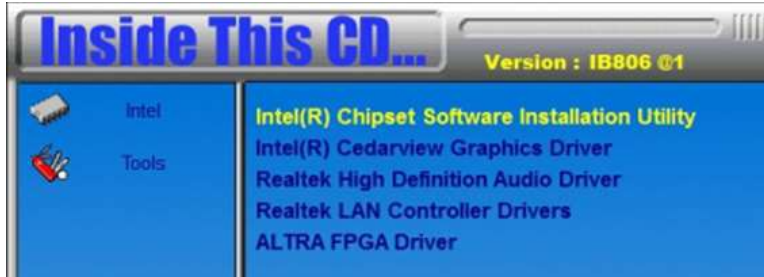 Inside This CD...
Version : IB806 @1
Intel
Tools
Intel(R) Chipset Software Installation Utility
Intel(R) Cedarview Graphics Driver
Realtek High Definition Audio Driver
Realtek LAN Controller Drivers
ALTRA FPGA Driver